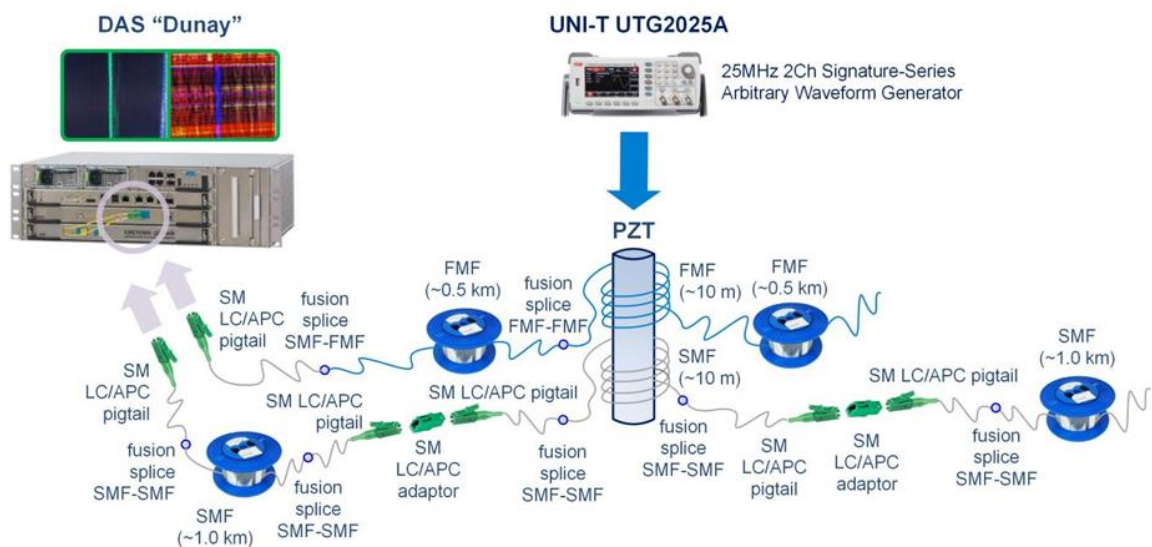 DAS “Dunay”
UNI-T UTG2025A
25MHz 2Ch Signature-Series
Arbitrary Waveform Generator
PZT
FMF
(~0.5 km)
fusion
splice
FMF-FMF
FMF
(~10 m)
FMF
(~0.5 km)
SM
LC/APC
pigtail
fusion
splice
SMF-FMF
SMF
(~10 m)
SMF
(~1.0 km)
SM
LC/APC
pigtail
SM LC/APC
pigtail
SM LC/APC pigtail
SM LC/APC pigtail
fusion
splice
SMF-SMF
SMF
(~1.0 km)
fusion
splice
SMF-SMF
SM
LC/APC
adaptor
fusion
splice
SMF-SMF
fusion
splice
SMF-SMF
SM
LC/APC
pigtail
SM
LC/APC
adaptor
fusion
splice
SMF-SMF